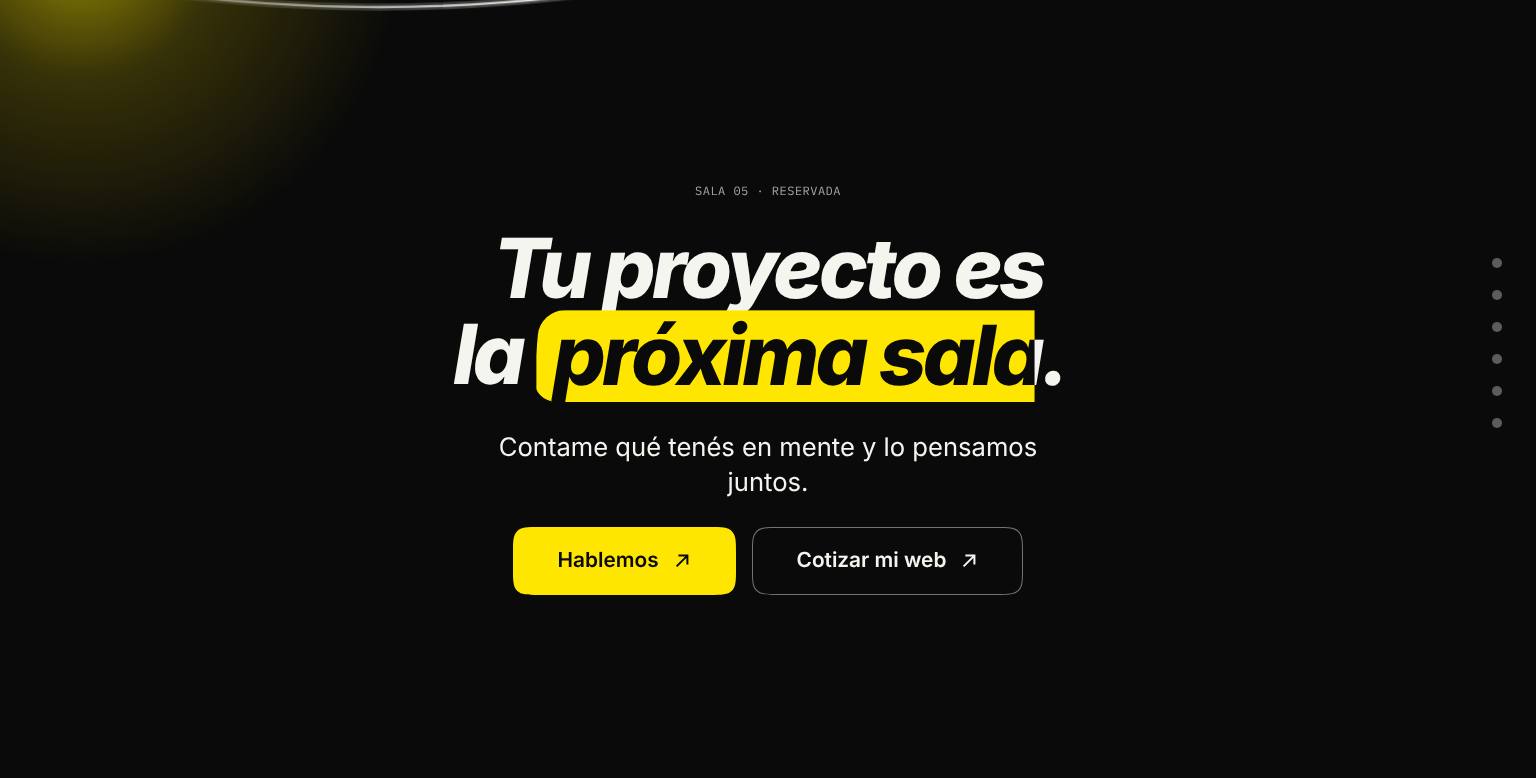 SALA 05 · RESERVADA
Tu proyecto es
la próxima sala.
Contame qué tenés en mente y lo pensamos
juntos.
Hablemos ↗
Cotizar mi web ↗